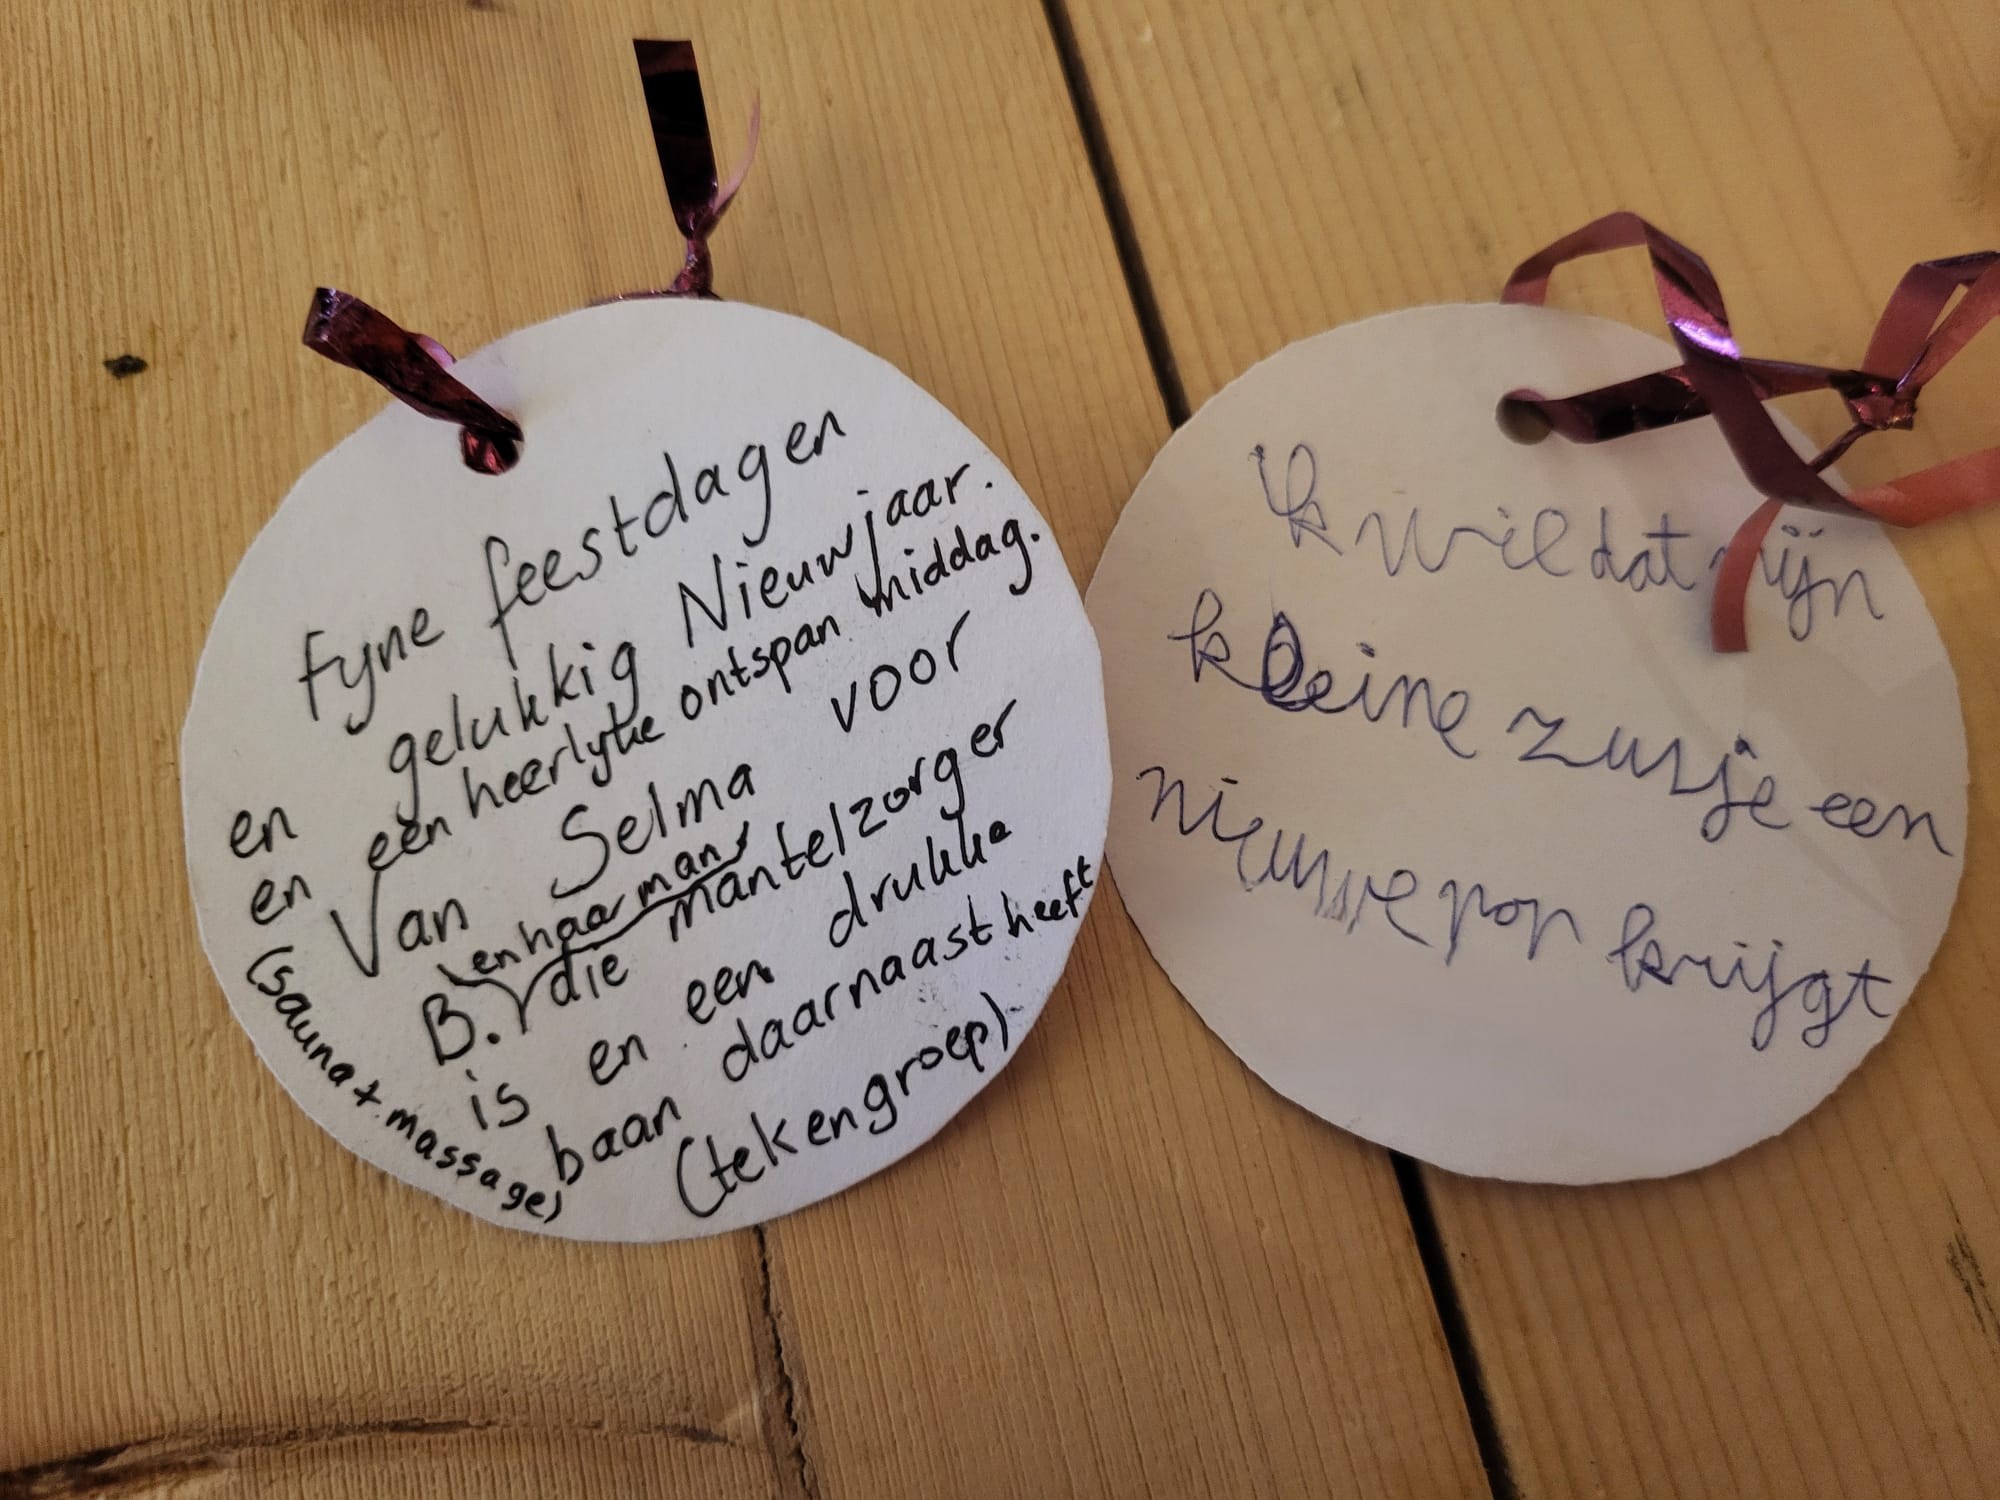 Fyne feestdagen
en gelukkig Nieuwjaar.
en een heerlyke ontspan middag.
Van Selma voor
B. en haar man die mantelzorger
is en een drukke
baan daarnaast heeft
(tekengroep)
(sauna + massage)
Ik wil dat mijn
kleine zusje een
nieuwe pop krijgt